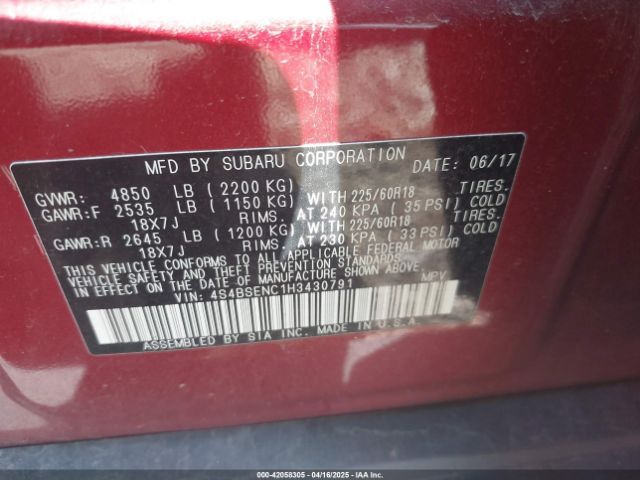 MFD BY SUBARU CORPORATION DATE: 06/17
GVWR: 4850 LB (2200 KG)
GAWR:F 2535 LB (1150 KG) WITH 225/60R18 TIRES.
18X7J RIMS. AT 240 KPA (35 PSI) COLD
GAWR:R 2645 LB (1200 KG) WITH 225/60R18 TIRES.
18X7J RIMS. AT 230 KPA (33 PSI) COLD
THIS VEHICLE CONFORMS TO ALL APPLICABLE FEDERAL MOTOR
VEHICLE SAFETY AND THEFT PREVENTION STANDARDS IN EFFECT
ON THE DATE OF MANUFACTURE SHOWN ABOVE.
VIN: 4S4BSENC1H3430791 MPV
ASSEMBLED BY SIA INC. MADE IN U.S.A.
000-42058305 - 04/16/2025 - IAAI.COM